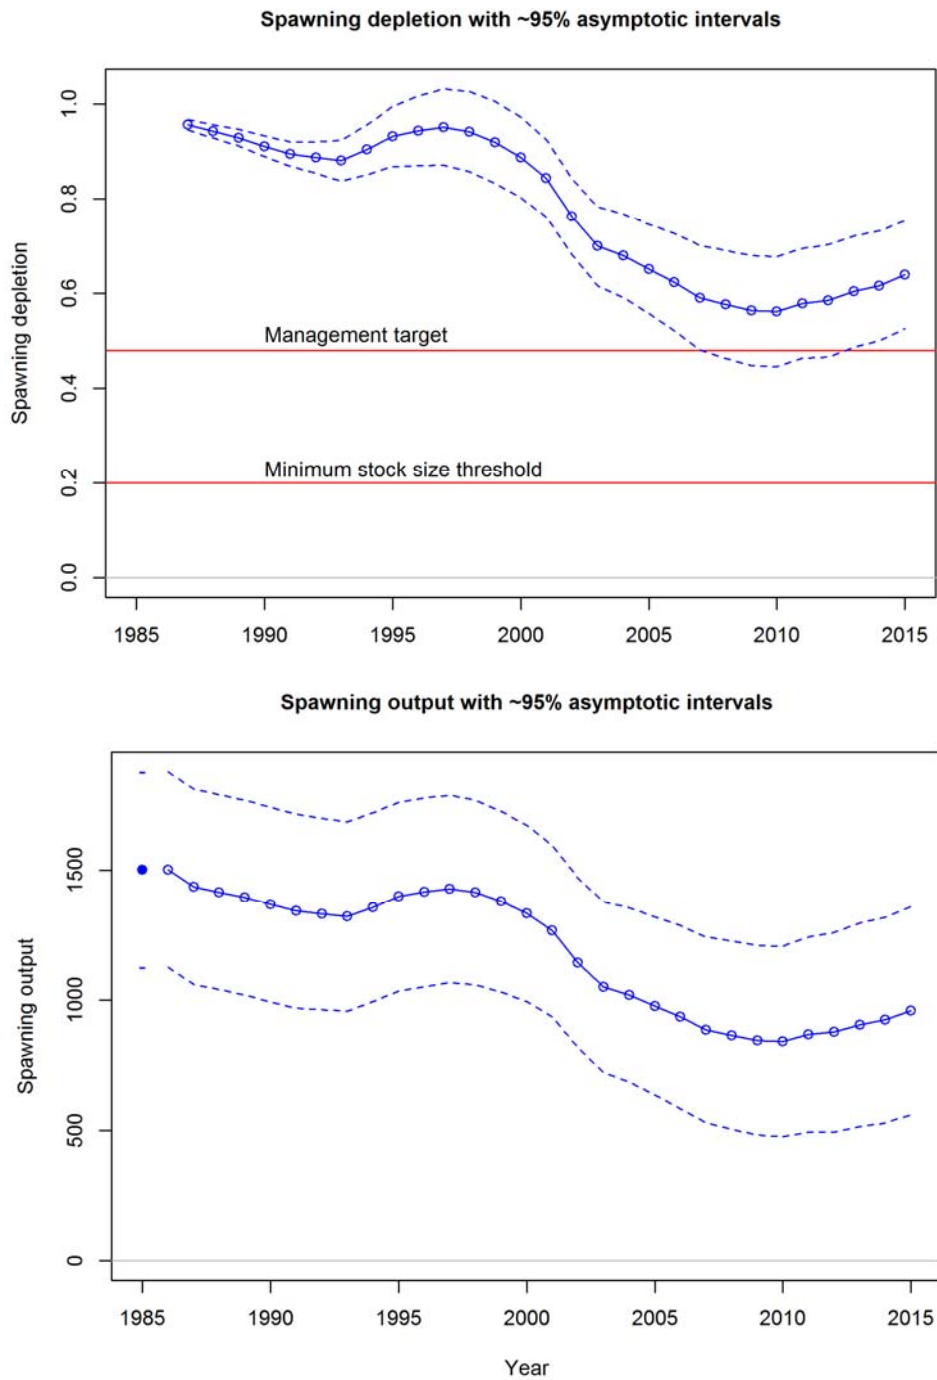 Spawning depletion with ~95% asymptotic intervals
Spawning depletion
1.0
0.8
0.6
0.4
0.2
0.0
Management target
Minimum stock size threshold
1985 1990 1995 2000 2005 2010 2015
Spawning output with ~95% asymptotic intervals
Spawning output
1500
1000
500
0
1985 1990 1995 2000 2005 2010 2015
Year